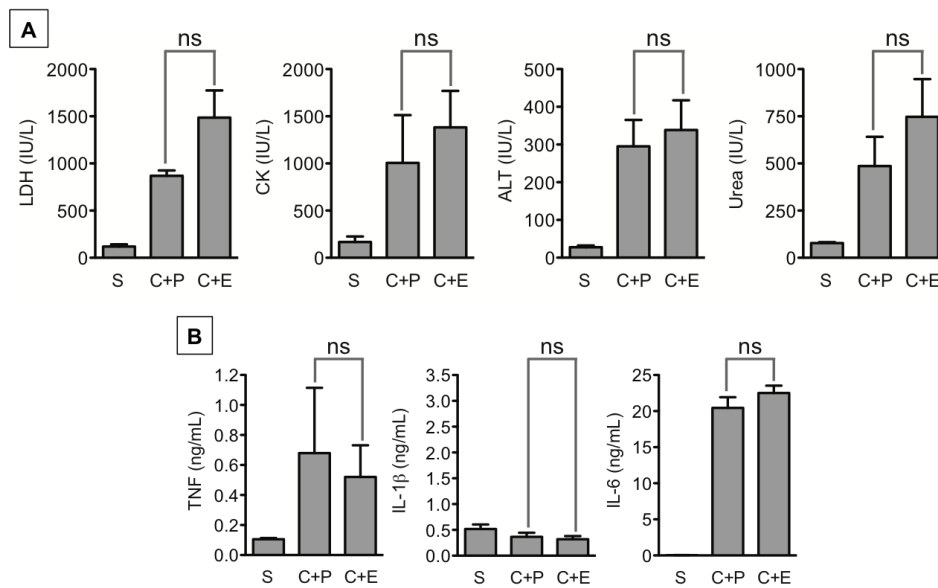 A
ns
ns
ns
ns
LDH (IU/L)
2000
1500
1000
500
0
S C+P C+E
CK (IU/L)
2000
1500
1000
500
0
S C+P C+E
ALT (IU/L)
500
400
300
200
100
0
S C+P C+E
Urea (IU/L)
1000
750
500
250
0
S C+P C+E
B
ns
ns
ns
TNF (ng/mL)
1.2
1.0
0.8
0.6
0.4
0.2
0.0
S C+P C+E
IL-1β (ng/mL)
3.5
3.0
2.5
2.0
1.5
1.0
0.5
0.0
S C+P C+E
IL-6 (ng/mL)
25
20
15
10
5
0
S C+P C+E